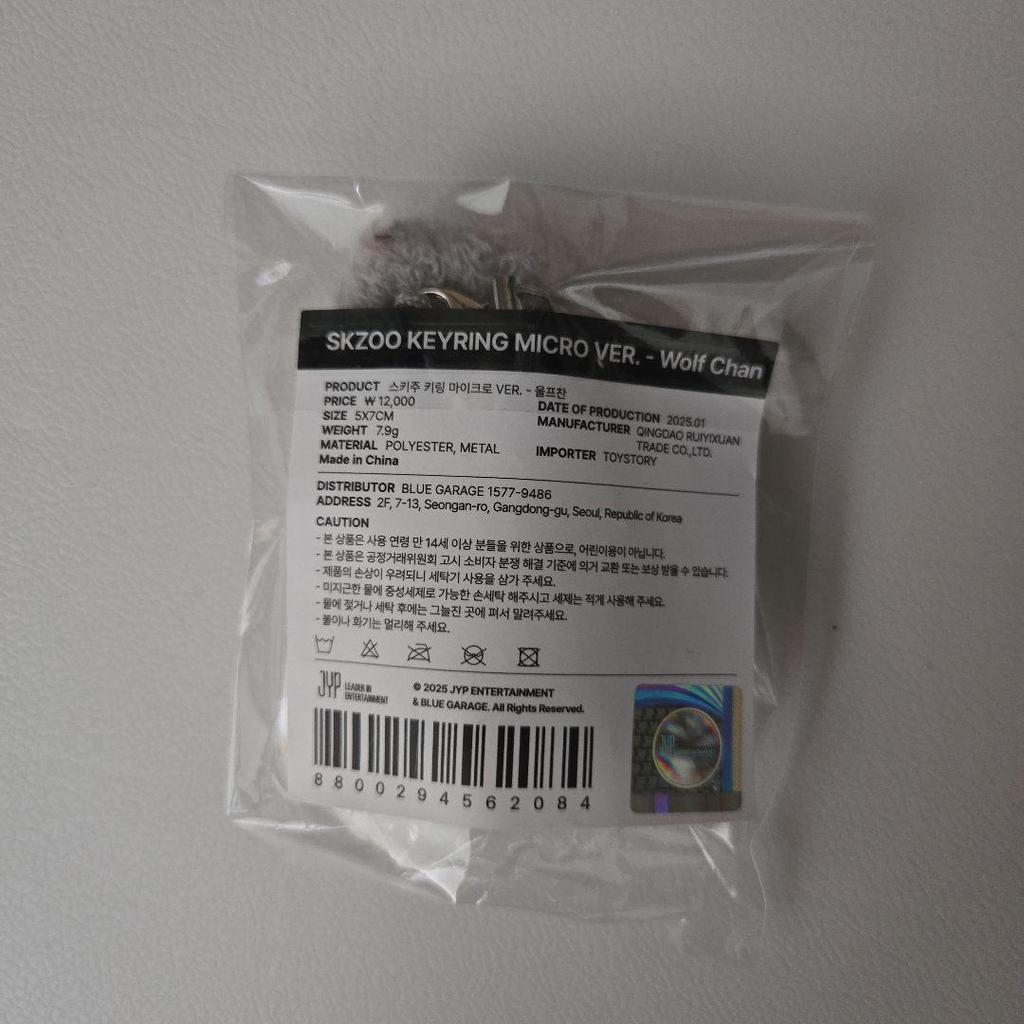 SKZOO KEYRING MICRO VER. - Wolf Chan
PRODUCT 스키주 키링 마이크로 VER. - 울프찬
PRICE ₩ 12,000
SIZE 5X7CM
WEIGHT 7.9g
MATERIAL POLYESTER, METAL
Made in China
DATE OF PRODUCTION 2025.01
MANUFACTURER QINGDAO RUIYIXUAN
TRADE CO.,LTD.
IMPORTER TOYSTORY
DISTRIBUTOR BLUE GARAGE 1577-9486
ADDRESS 2F, 7-13, Seongan-ro, Gangdong-gu, Seoul, Republic of Korea
CAUTION
- 본 상품은 사용 연령 만 14세 이상 분들을 위한 상품으로, 어린이용이 아닙니다.
- 본 상품은 공정거래위원회 고시 소비자 분쟁 해결 기준에 의거 교환 또는 보상 받을 수 있습니다.
- 제품의 손상이 우려되니 세탁기 사용을 삼가 주세요.
- 미지근한 물에 중성세제로 가능한 손세탁 해주시고 세제는 적게 사용해 주세요.
- 물에 젖거나 세탁 후에는 그늘진 곳에 펴서 말려주세요.
- 불이나 화기는 멀리해 주세요.
JYP LEADER IN
ENTERTAINMENT
© 2025 JYP ENTERTAINMENT
& BLUE GARAGE. All Rights Reserved.
8800294562084
JYP